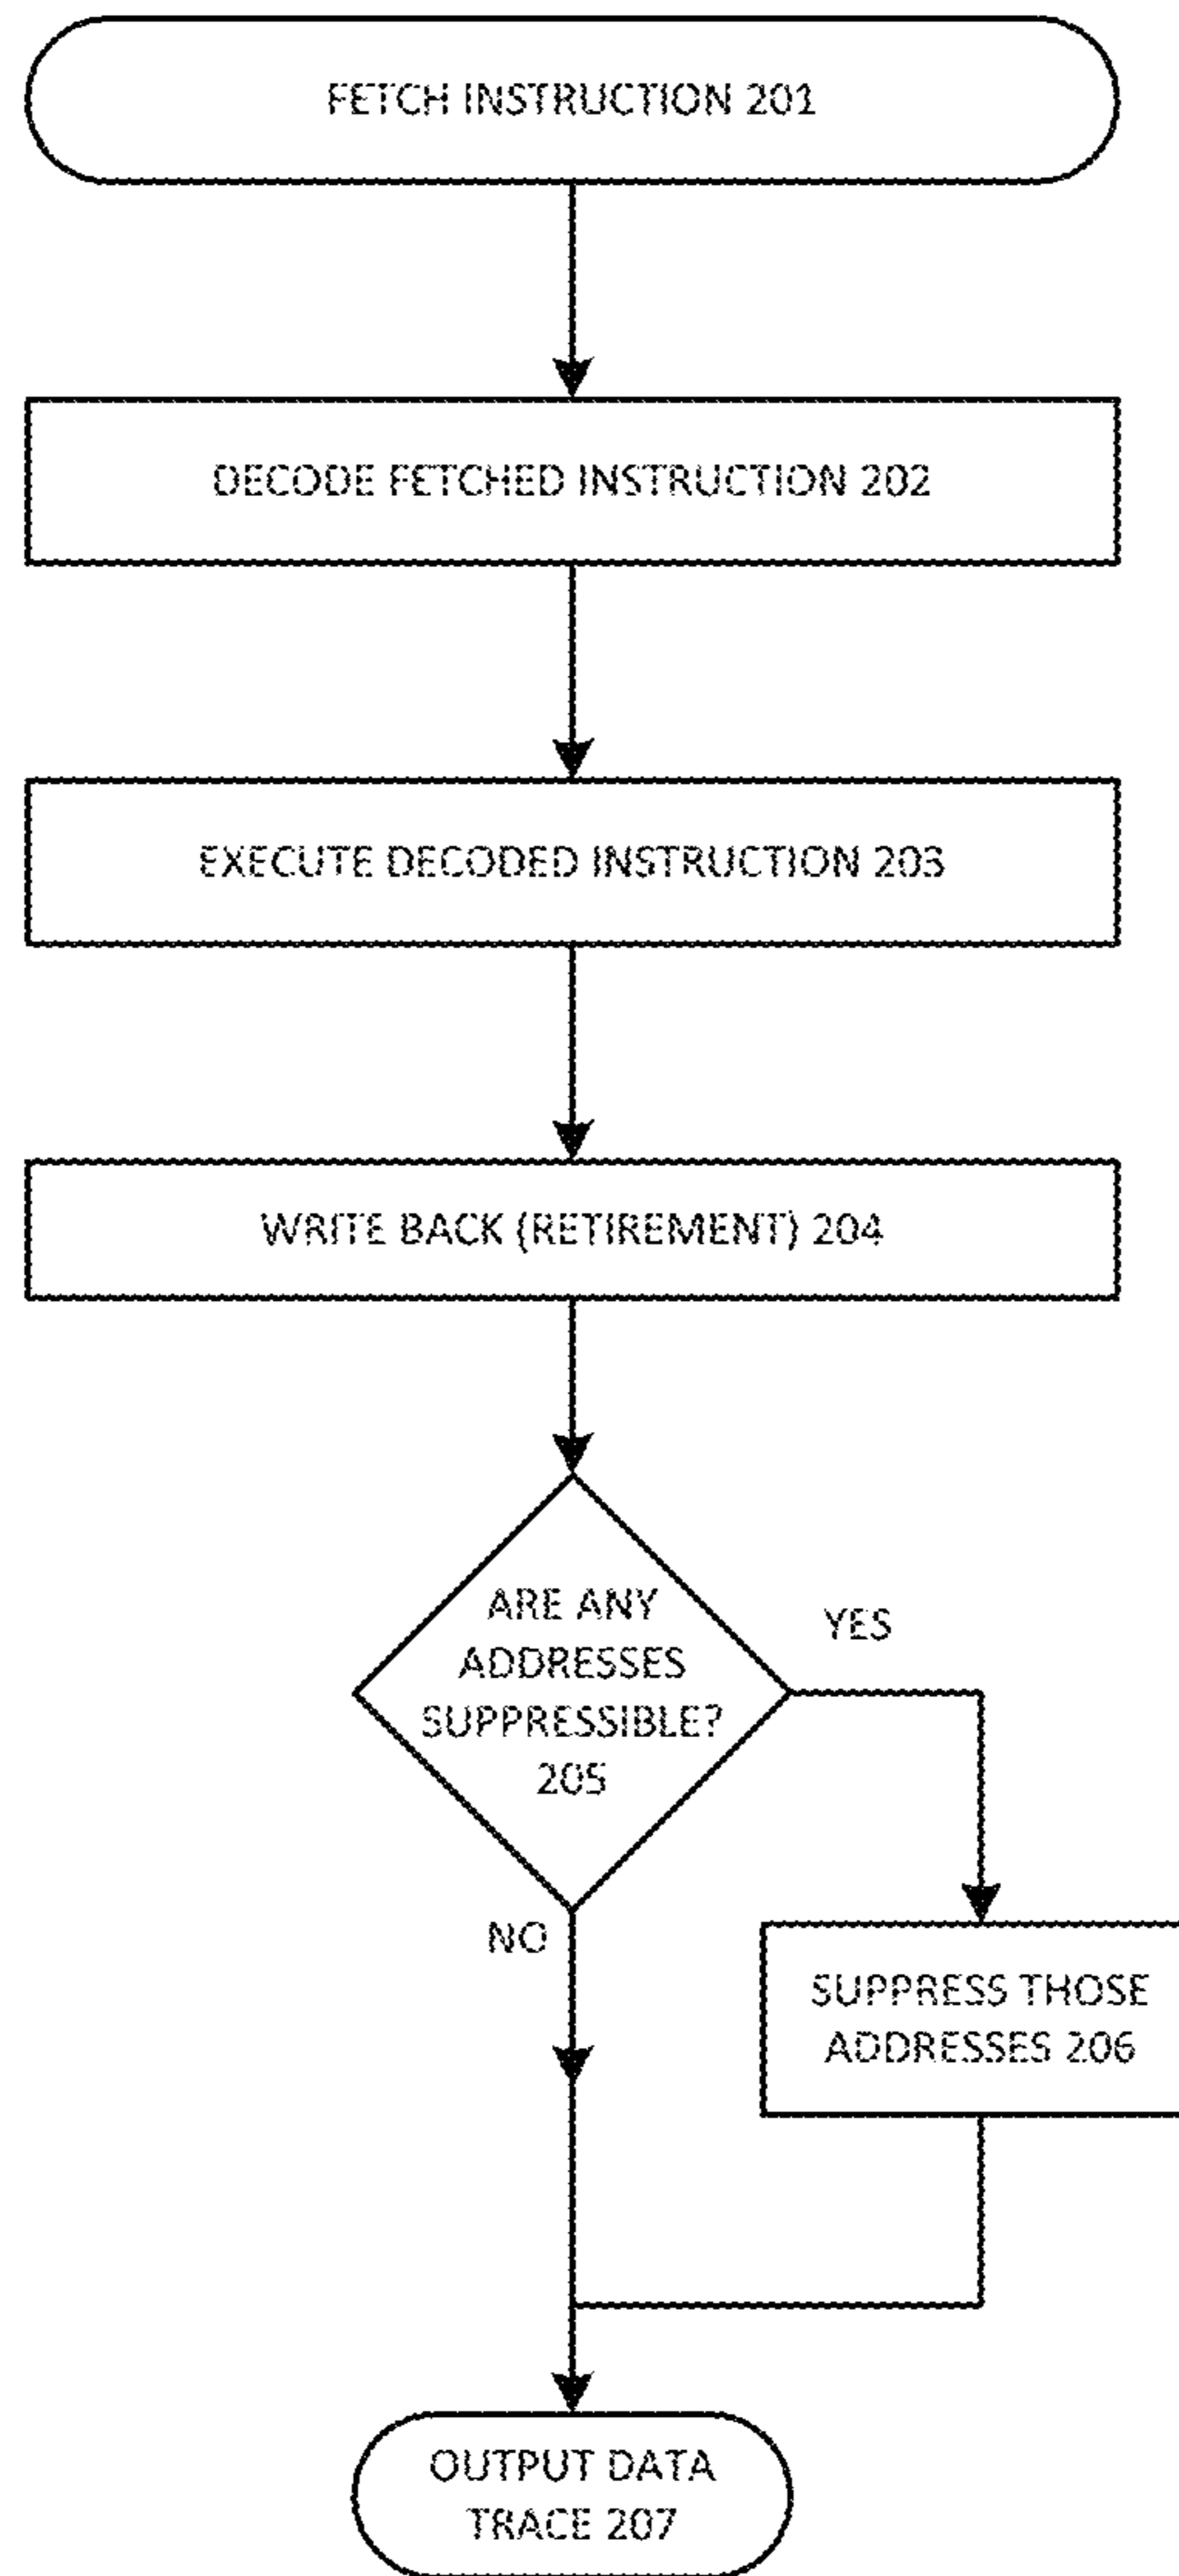 FETCH INSTRUCTION 201
DECODE FETCHED INSTRUCTION 202
EXECUTE DECODED INSTRUCTION 203
WRITE BACK (RETIREMENT) 204
ARE ANY
ADDRESSES
SUPPRESSIBLE?
205
YES
NO
SUPPRESS THOSE
ADDRESSES 206
OUTPUT DATA
TRACE 207